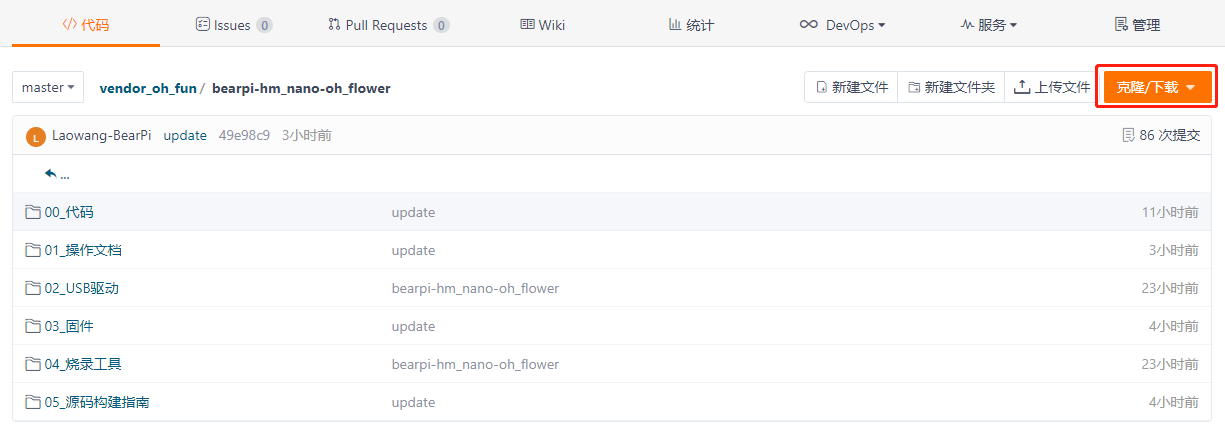 代码 Issues 0 Pull Requests 0 Wiki 统计 DevOps 服务 管理
master vendor_oh_fun / bearpi-hm_nano-oh_flower 新建文件 新建文件夹 上传文件 克隆/下载
L Laowang-BearPi update 49e98c9 3小时前 86 次提交
...
00_代码 update 11小时前
01_操作文档 update 3小时前
02_USB驱动 bearpi-hm_nano-oh_flower 23小时前
03_固件 update 4小时前
04_烧录工具 bearpi-hm_nano-oh_flower 23小时前
05_源码构建指南 update 4小时前